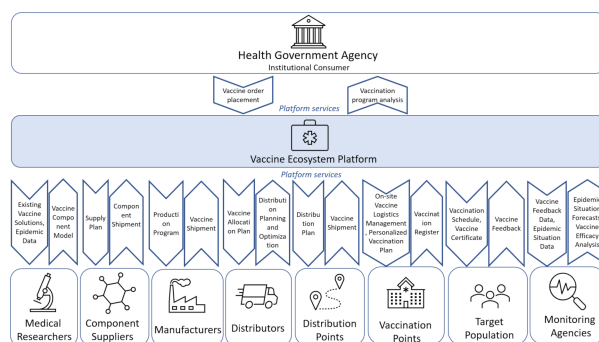 Health Government Agency
Institutional Consumer
Vaccine order
placement
Vaccination
program analysis
Platform services
Vaccine Ecosystem Platform
Platform services
Existing
Vaccine
Solutions,
Epidemic
Data
Vaccine
Compo
nent
Model
Supply
Plan
Compon
ent
Shipment
Producti
on
Program
Vaccine
Shipment
Vaccine
Allocati
on Plan
Distributi
on
Planning
and
Optimiza
tion
Distribu
tion
Plan
Vaccine
Shipment
On-site
Vaccine
Logistics
Management
, Personalized
Vaccination
Plan
Vaccinat
ion
Register
Vaccination
Schedule,
Vaccine
Certificate
Vaccine
Feedback
Vaccine
Feedback
Data,
Epidemic
Situation
Data
Epidemic
Situation
Forecasts,
Vaccine
Efficacy
Analysis
Medical
Researchers
Component
Suppliers
Manufacturers
Distributors
Distribution
Points
Vaccination
Points
Target
Population
Monitoring
Agencies